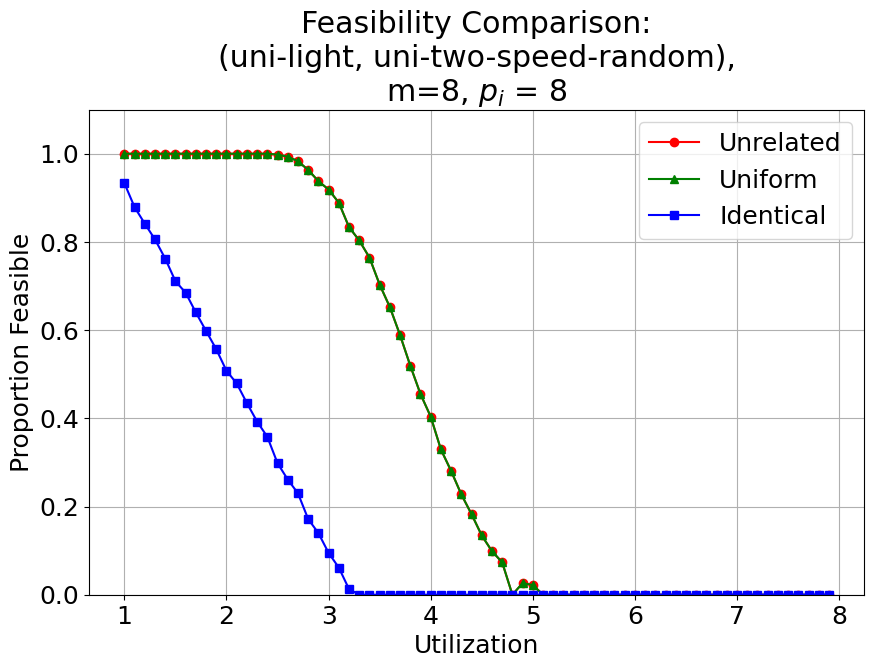 Feasibility Comparison:
(uni-light, uni-two-speed-random),
m=8, $p_i$ = 8
Unrelated
Uniform
Identical
Proportion Feasible
1.0
0.8
0.6
0.4
0.2
0.0
1 2 3 4 5 6 7 8
Utilization